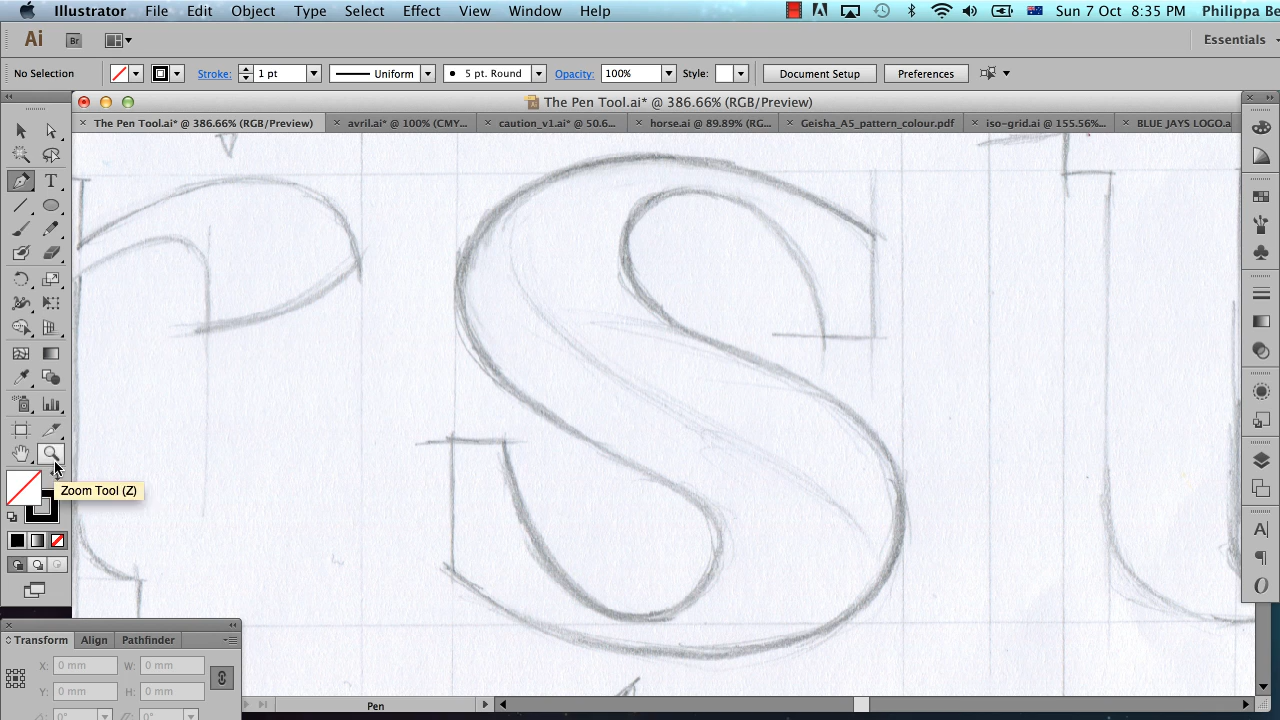 Illustrator File Edit Object Type Select Effect View Window Help Sun 7 Oct 8:35 PM Philippa Be
Ai Br Essentials
No Selection Stroke: 1 pt Uniform 5 pt. Round Opacity: 100% Style: Document Setup Preferences
The Pen Tool.ai* @ 386.66% (RGB/Preview)
The Pen Tool.ai* @ 386.66% (RGB/Preview) avril.ai* @ 100% (CMY... caution_v1.ai* @ 50.6... horse.ai @ 89.89% (RG... Geisha_A5_pattern_colour.pdf iso-grid.ai @ 155.56%... BLUE JAYS LOGO.a
S
Zoom Tool (Z)
Transform Align Pathfinder
X: 0 mm W: 0 mm
Y: 0 mm H: 0 mm
0° 0°
Pen